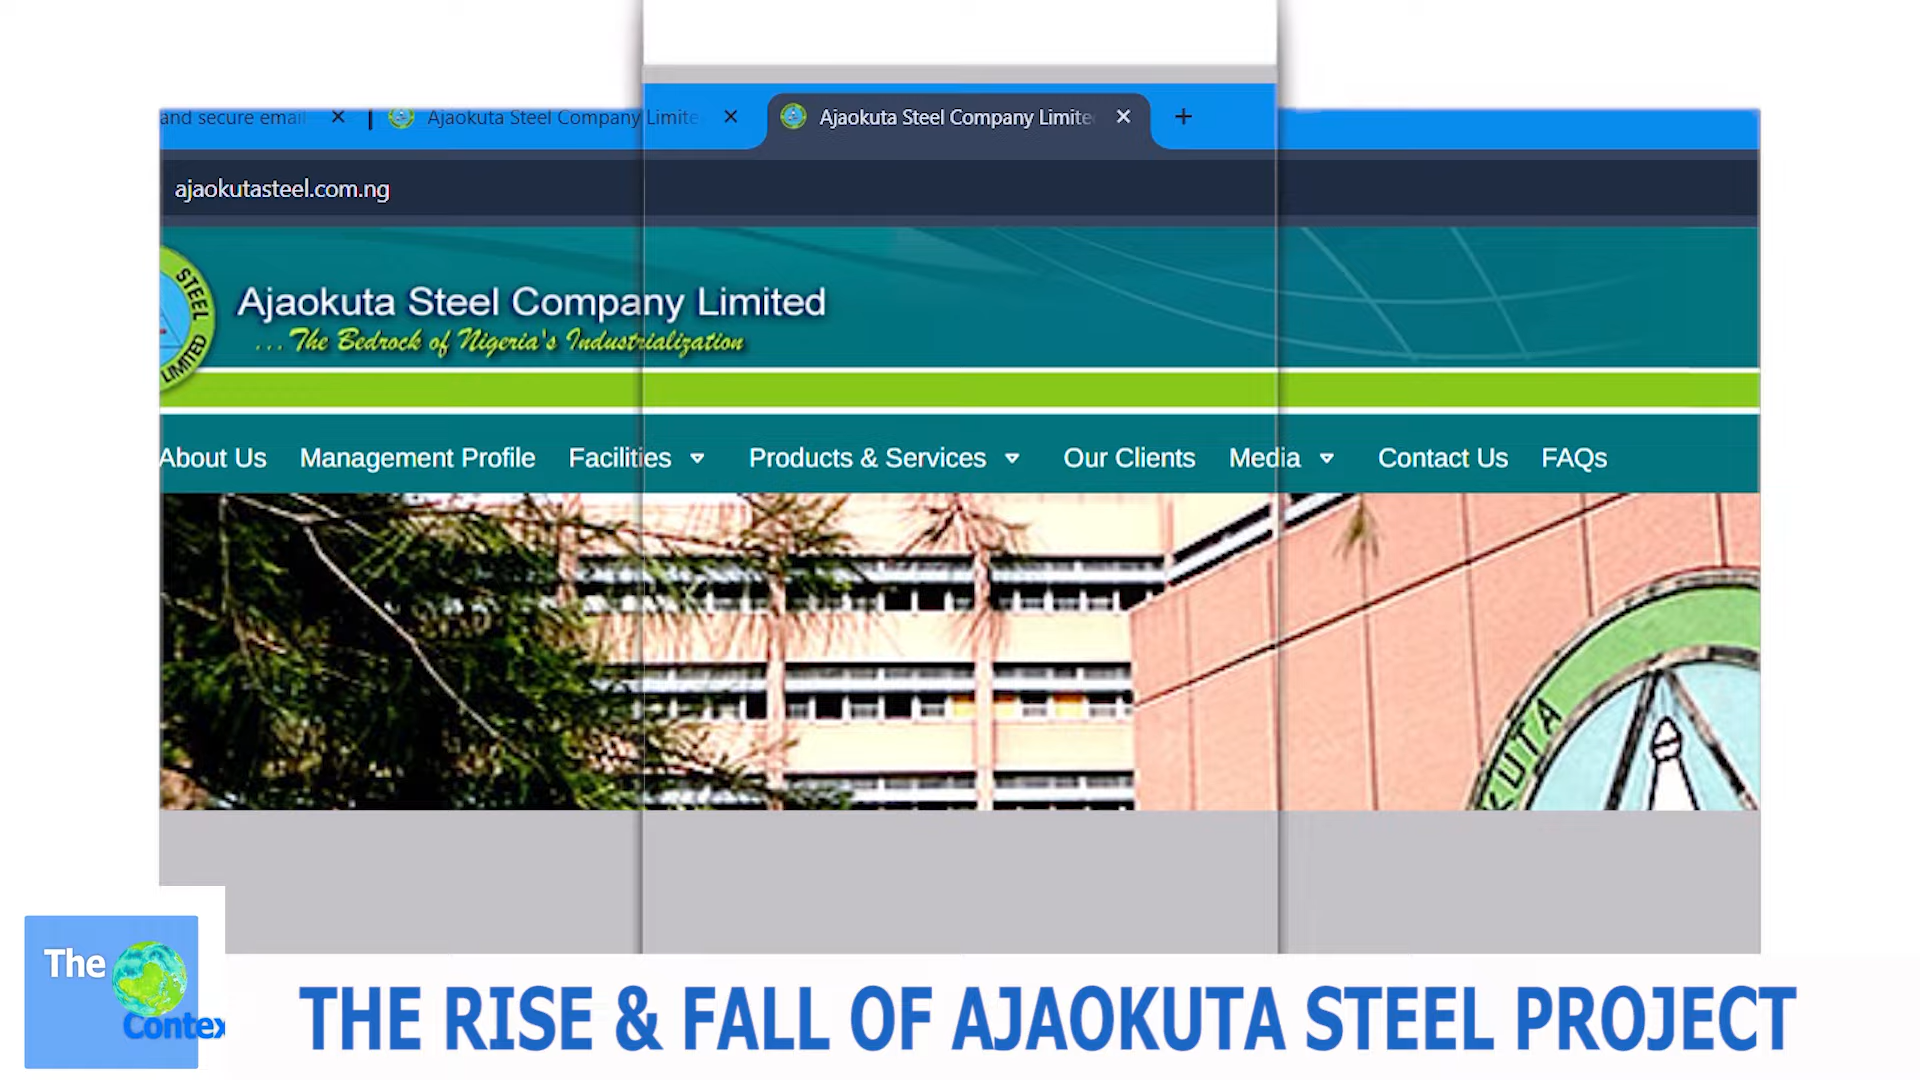 and secure email
Ajaokuta Steel Company Limite
Ajaokuta Steel Company Limite
ajaokutasteel.com.ng
STEEL
LIMITED
Ajaokuta Steel Company Limited
...The Bedrock of Nigeria's Industrialization
About Us Management Profile Facilities Products & Services Our Clients Media Contact Us FAQs
KUTA
The
Contex
THE RISE & FALL OF AJAOKUTA STEEL PROJECT